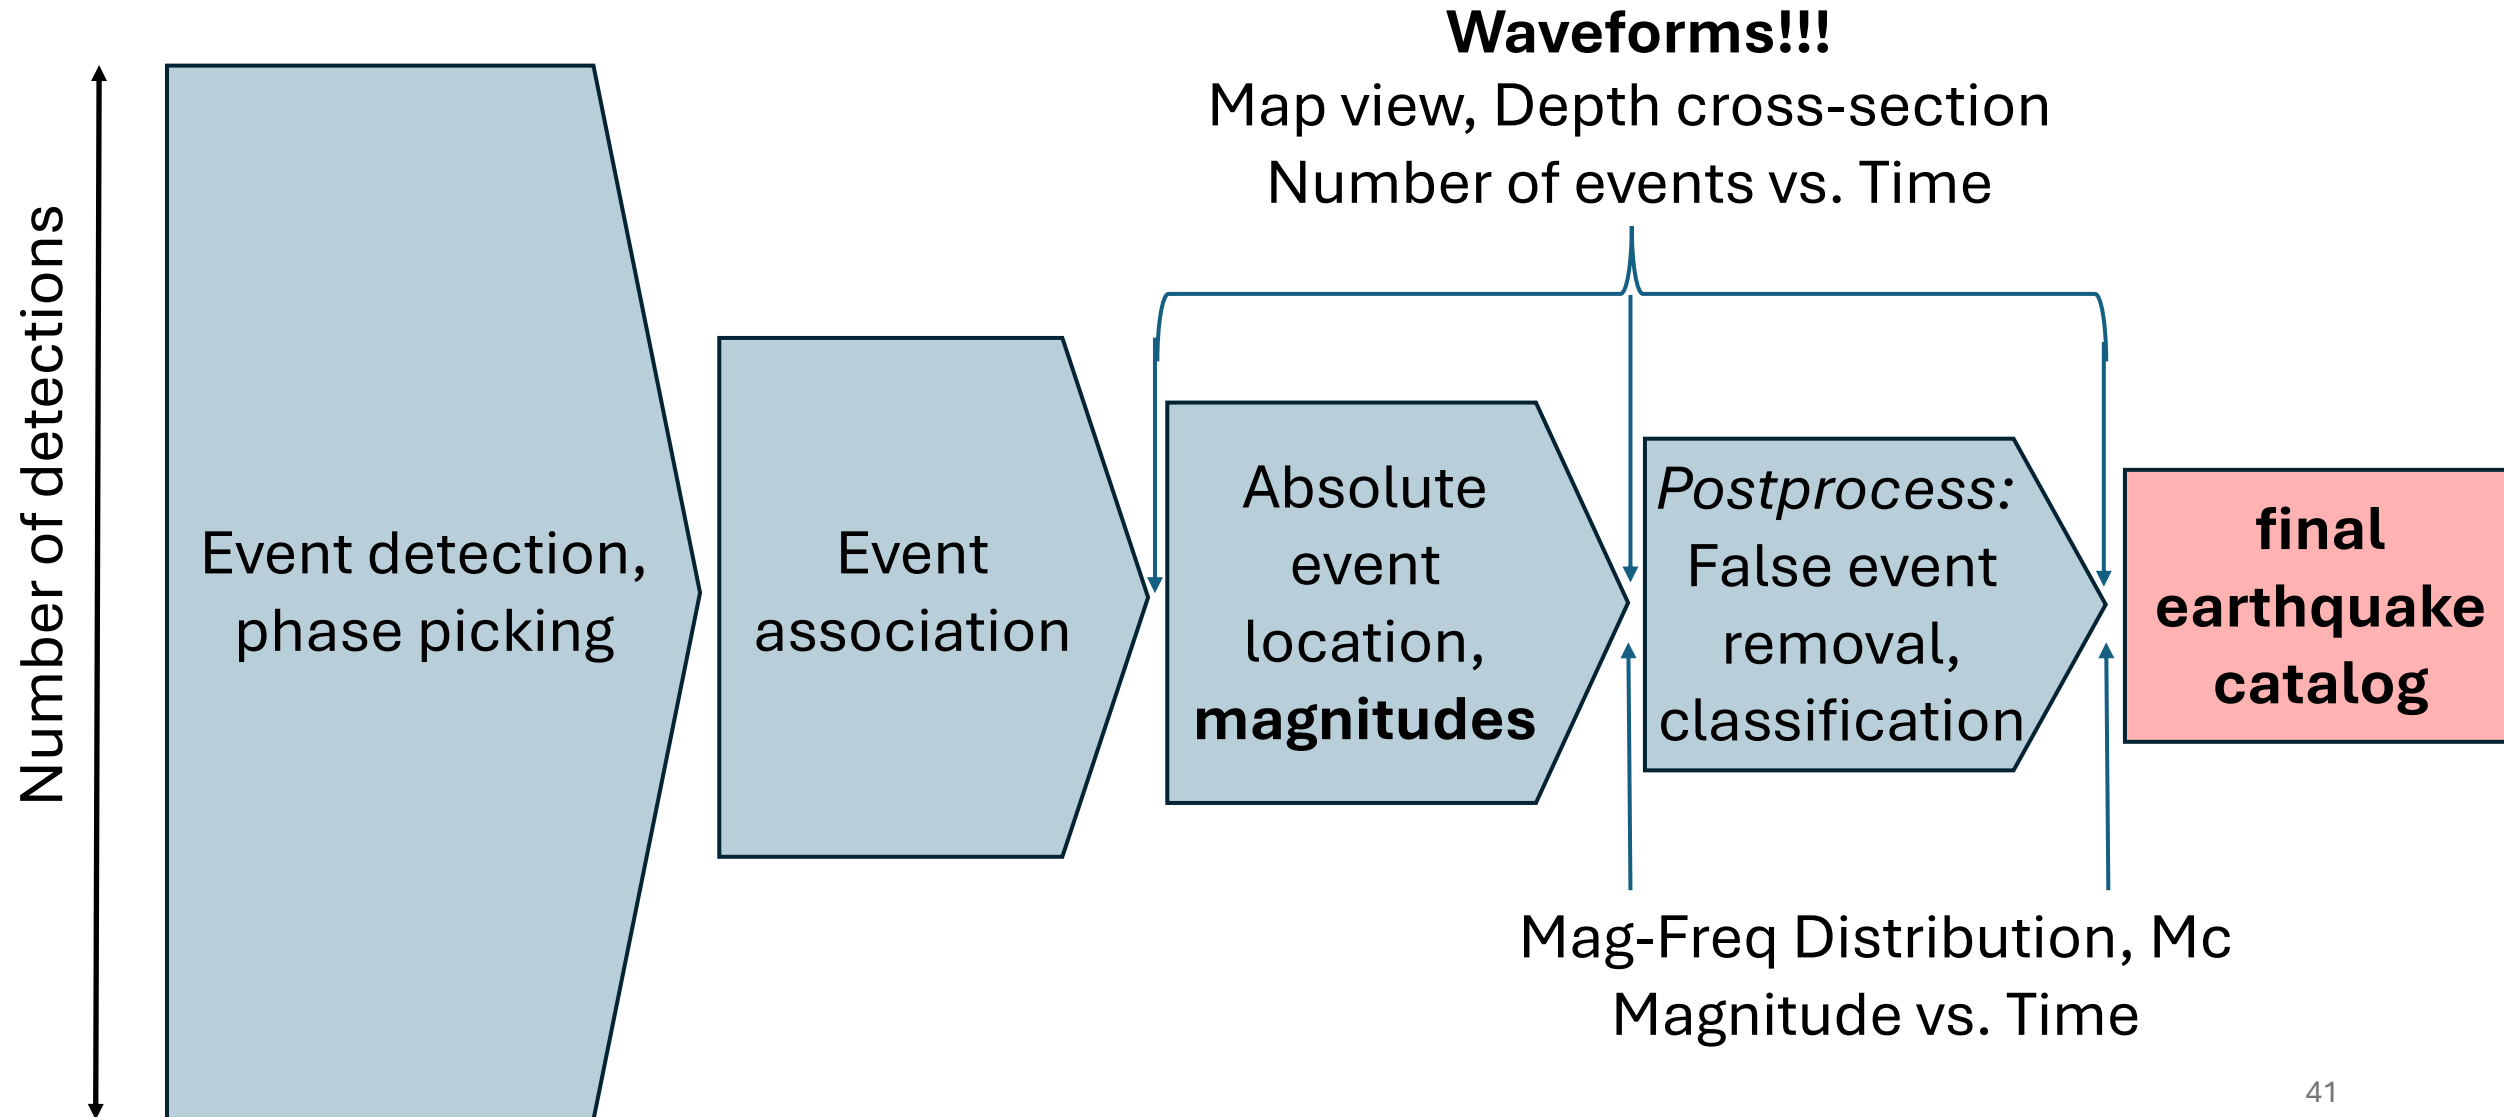 Waveforms!!!
Map view, Depth cross-section
Number of events vs. Time
Number of detections
Event detection,
phase picking
Event
association
Absolute
event
location,
magnitudes
Postprocess:
False event
removal,
classification
final
earthquake
catalog
Mag-Freq Distribution, Mc
Magnitude vs. Time
41